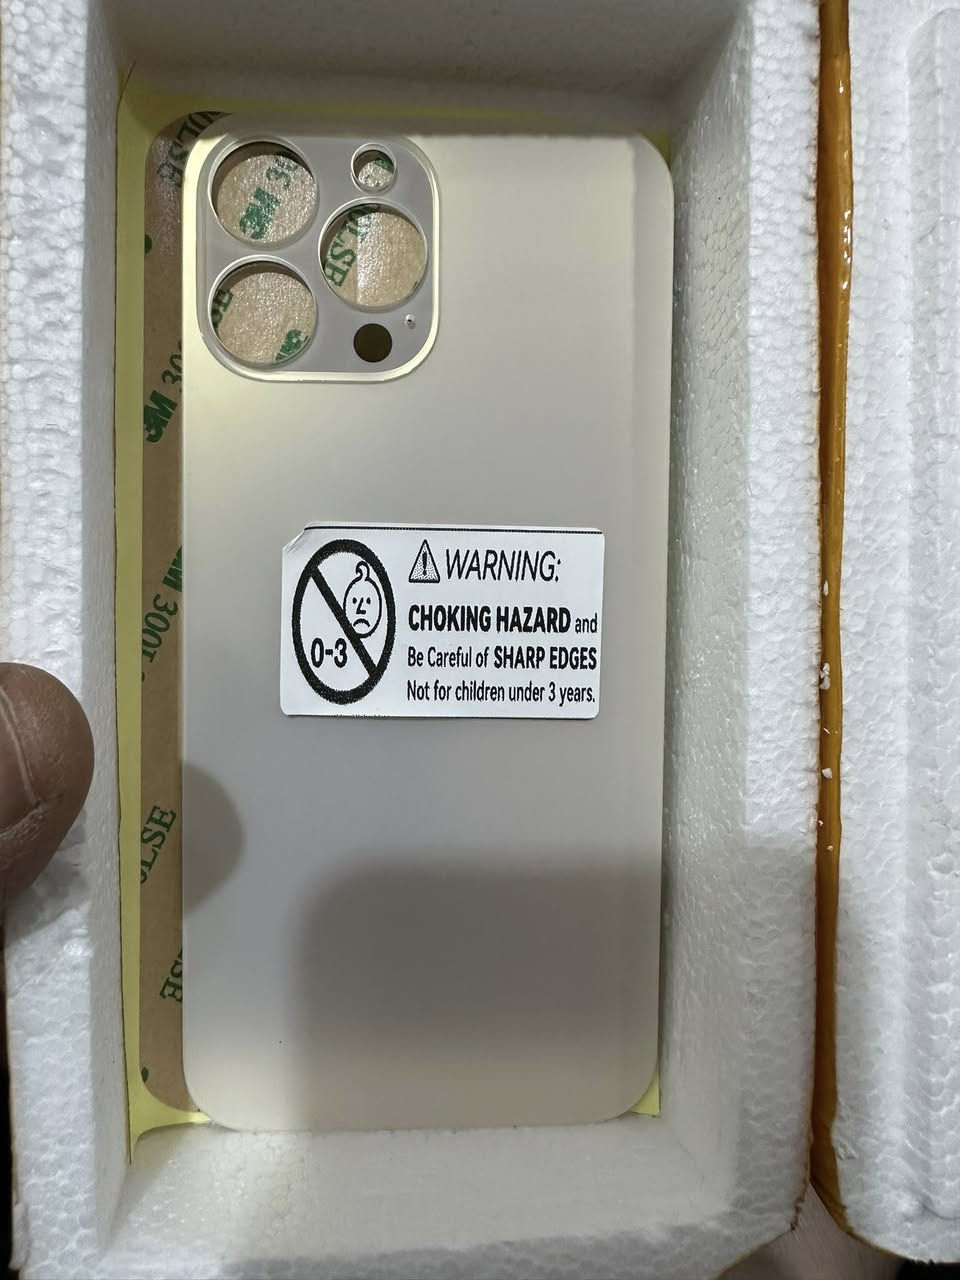 WARNING:
CHOKING HAZARD and
Be Careful of SHARP EDGES
Not for children under 3 years.
0-3
3M 300LSE